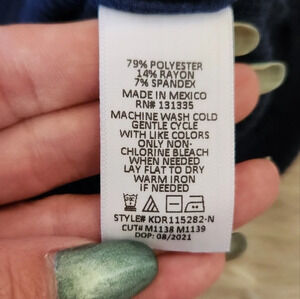 79% POLYESTER
14% RAYON
7% SPANDEX
MADE IN MEXICO
RN# 131335
MACHINE WASH COLD
GENTLE CYCLE
WITH LIKE COLORS
ONLY NON-
CHLORINE BLEACH
WHEN NEEDED
LAY FLAT TO DRY
WARM IRON
IF NEEDED
STYLE# KDR115282-N
CUT# M1138 M1139
DOP: 08/2021